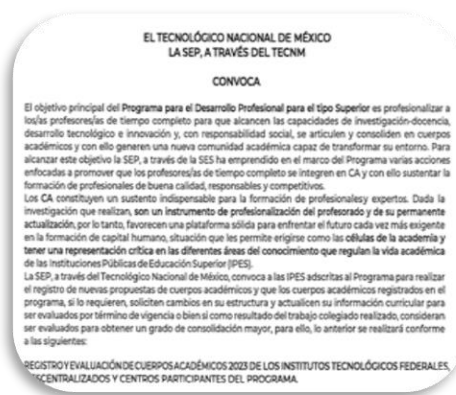 EL TECNOLÓGICO NACIONAL DE MÉXICO
LA SEP, A TRAVÉS DEL TECNM
CONVOCA
El objetivo principal del Programa para el Desarrollo Profesional para el tipo Superior es profesionalizar a
los/as profesores/as de tiempo completo para que alcancen las capacidades de investigación-docencia,
desarrollo tecnológico e innovación y, con responsabilidad social, se articulen y consoliden en cuerpos
académicos y con ello generen una nueva comunidad académica capaz de transformar su entorno. Para
alcanzar este objetivo la SEP, a través de la SES ha emprendido en el marco del Programa varias acciones
enfocadas a promover que los profesores/as de tiempo completo se integren en CA y con ello sustentar la
formación de profesionales de buena calidad, responsables y competitivos.
Los CA constituyen un sustento indispensable para la formación de profesionales y expertos. Dada la
investigación que realizan, son un instrumento de profesionalización del profesorado y de su permanente
actualización, por lo tanto, favorecen una plataforma sólida para enfrentar el futuro cada vez más exigente
en la formación de capital humano, situación que les permite erigirse como las células de la academia y
tener una representación crítica en las diferentes áreas del conocimiento que regulan la vida académica
de las Instituciones Públicas de Educación Superior (IPES).
La SEP, a través del Tecnológico Nacional de México, convoca a las IPES adscritas al Programa para realizar
el registro de nuevas propuestas de cuerpos académicos y que los cuerpos académicos registrados en el
programa, si lo requieren, soliciten cambios en su estructura y actualicen su información curricular para
ser evaluados por término de vigencia o bien si como resultado del trabajo colegiado realizado, consideran
ser evaluados para obtener un grado de consolidación mayor, para ello, lo anterior se realizará conforme
a las siguientes:
REGISTRO Y EVALUACIÓN DE CUERPOS ACADÉMICOS 2023 DE LOS INSTITUTOS TECNOLÓGICOS FEDERALES,
DESCENTRALIZADOS Y CENTROS PARTICIPANTES DEL PROGRAMA.